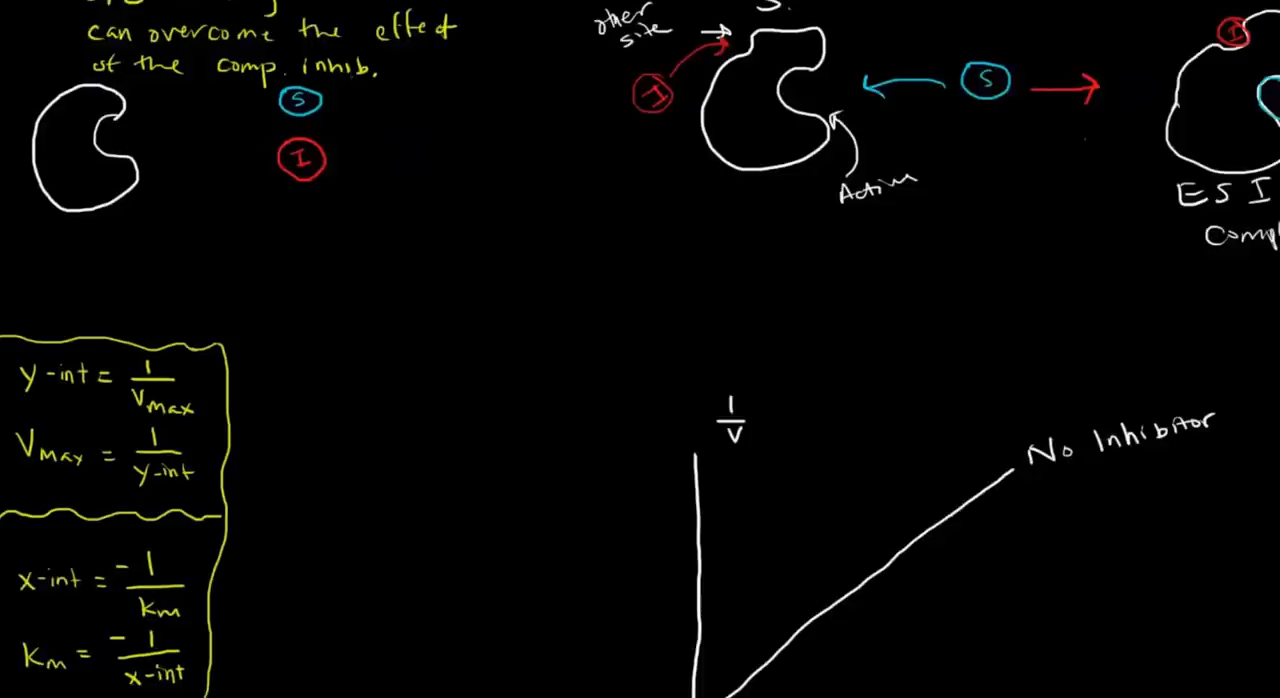 can overcome the effect
of the comp. inhib.
S
I
other
site
I
S
Active
I
E S I
y-int = 1/Vmax
Vmax = 1/y-int
x-int = -1/km
km = -1/x-int
1/V
No Inhibitor